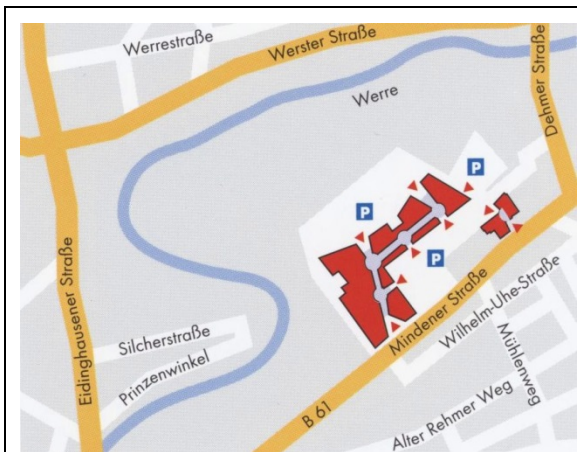 Werrestraße
Werster Straße
Dehmer Straße
Werre
P
P
P
Eidinghausener Straße
Silcherstraße
Prinzenwinkel
Mindener Straße
Wilhelm-Uhe-Straße
Mühlenweg
B 61
Alter Rehmer Weg